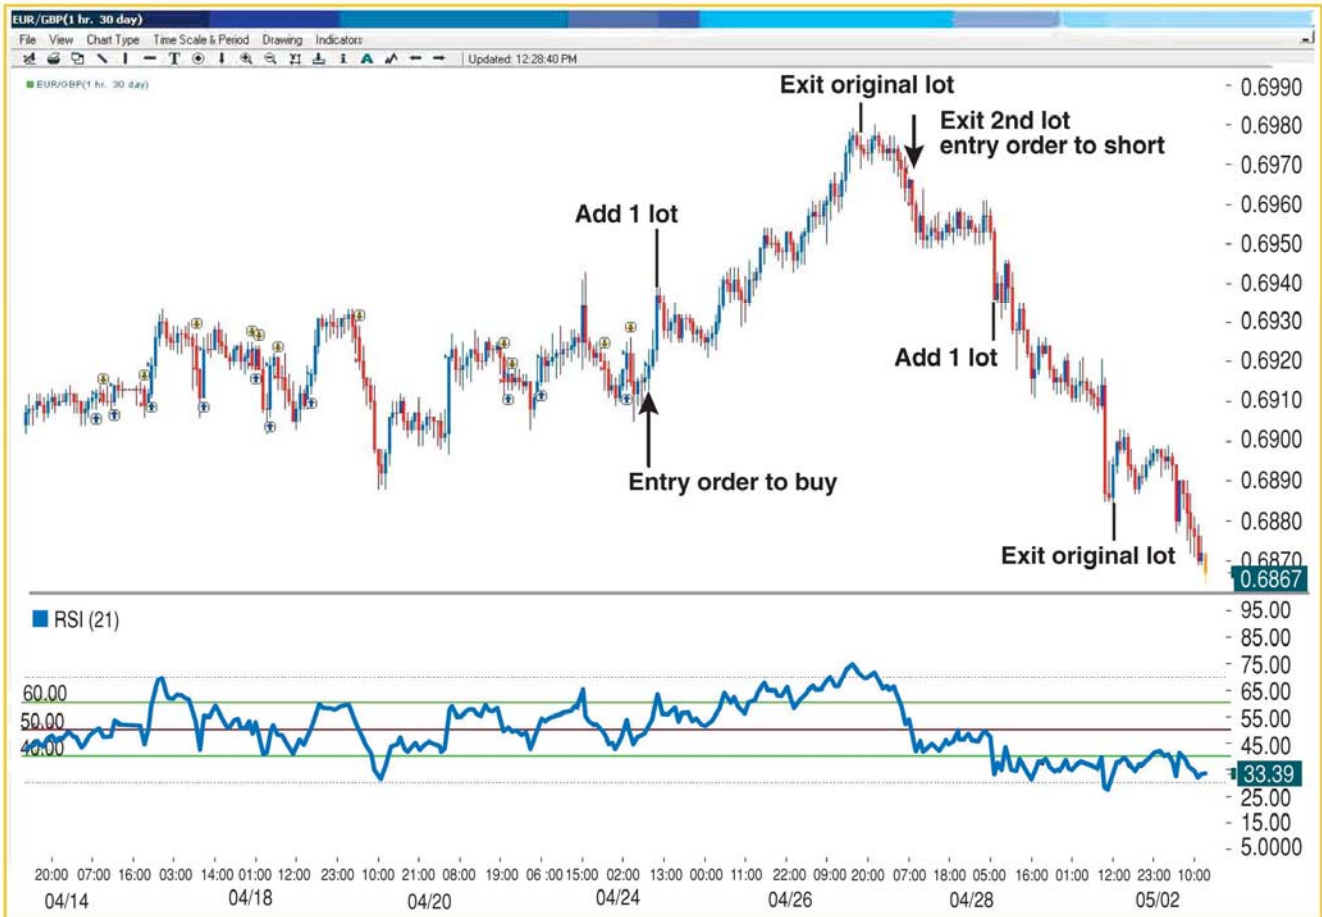 EUR/GBP(1 hr. 30 day)
File View Chart Type Time Scale & Period Drawing Indicators
T i A Updated: 12:28:40 PM
EUR/GBP(1 hr. 30 day)
Exit original lot
Exit 2nd lot
entry order to short
Add 1 lot
Add 1 lot
Entry order to buy
Exit original lot
0.6990
0.6980
0.6970
0.6960
0.6950
0.6940
0.6930
0.6920
0.6910
0.6900
0.6890
0.6880
0.6870
0.6867
RSI (21)
60.00
50.00
40.00
95.00
85.00
75.00
65.00
55.00
45.00
33.39
25.00
15.00
5.0000
20:00 07:00 16:00 03:00 14:00 01:00 12:00 23:00 10:00 21:00 08:00 19:00 06:00 15:00 02:00 13:00 00:00 11:00 22:00 09:00 20:00 07:00 18:00 05:00 16:00 01:00 12:00 23:00 10:00
04/14 04/18 04/20 04/24 04/26 04/28 05/02